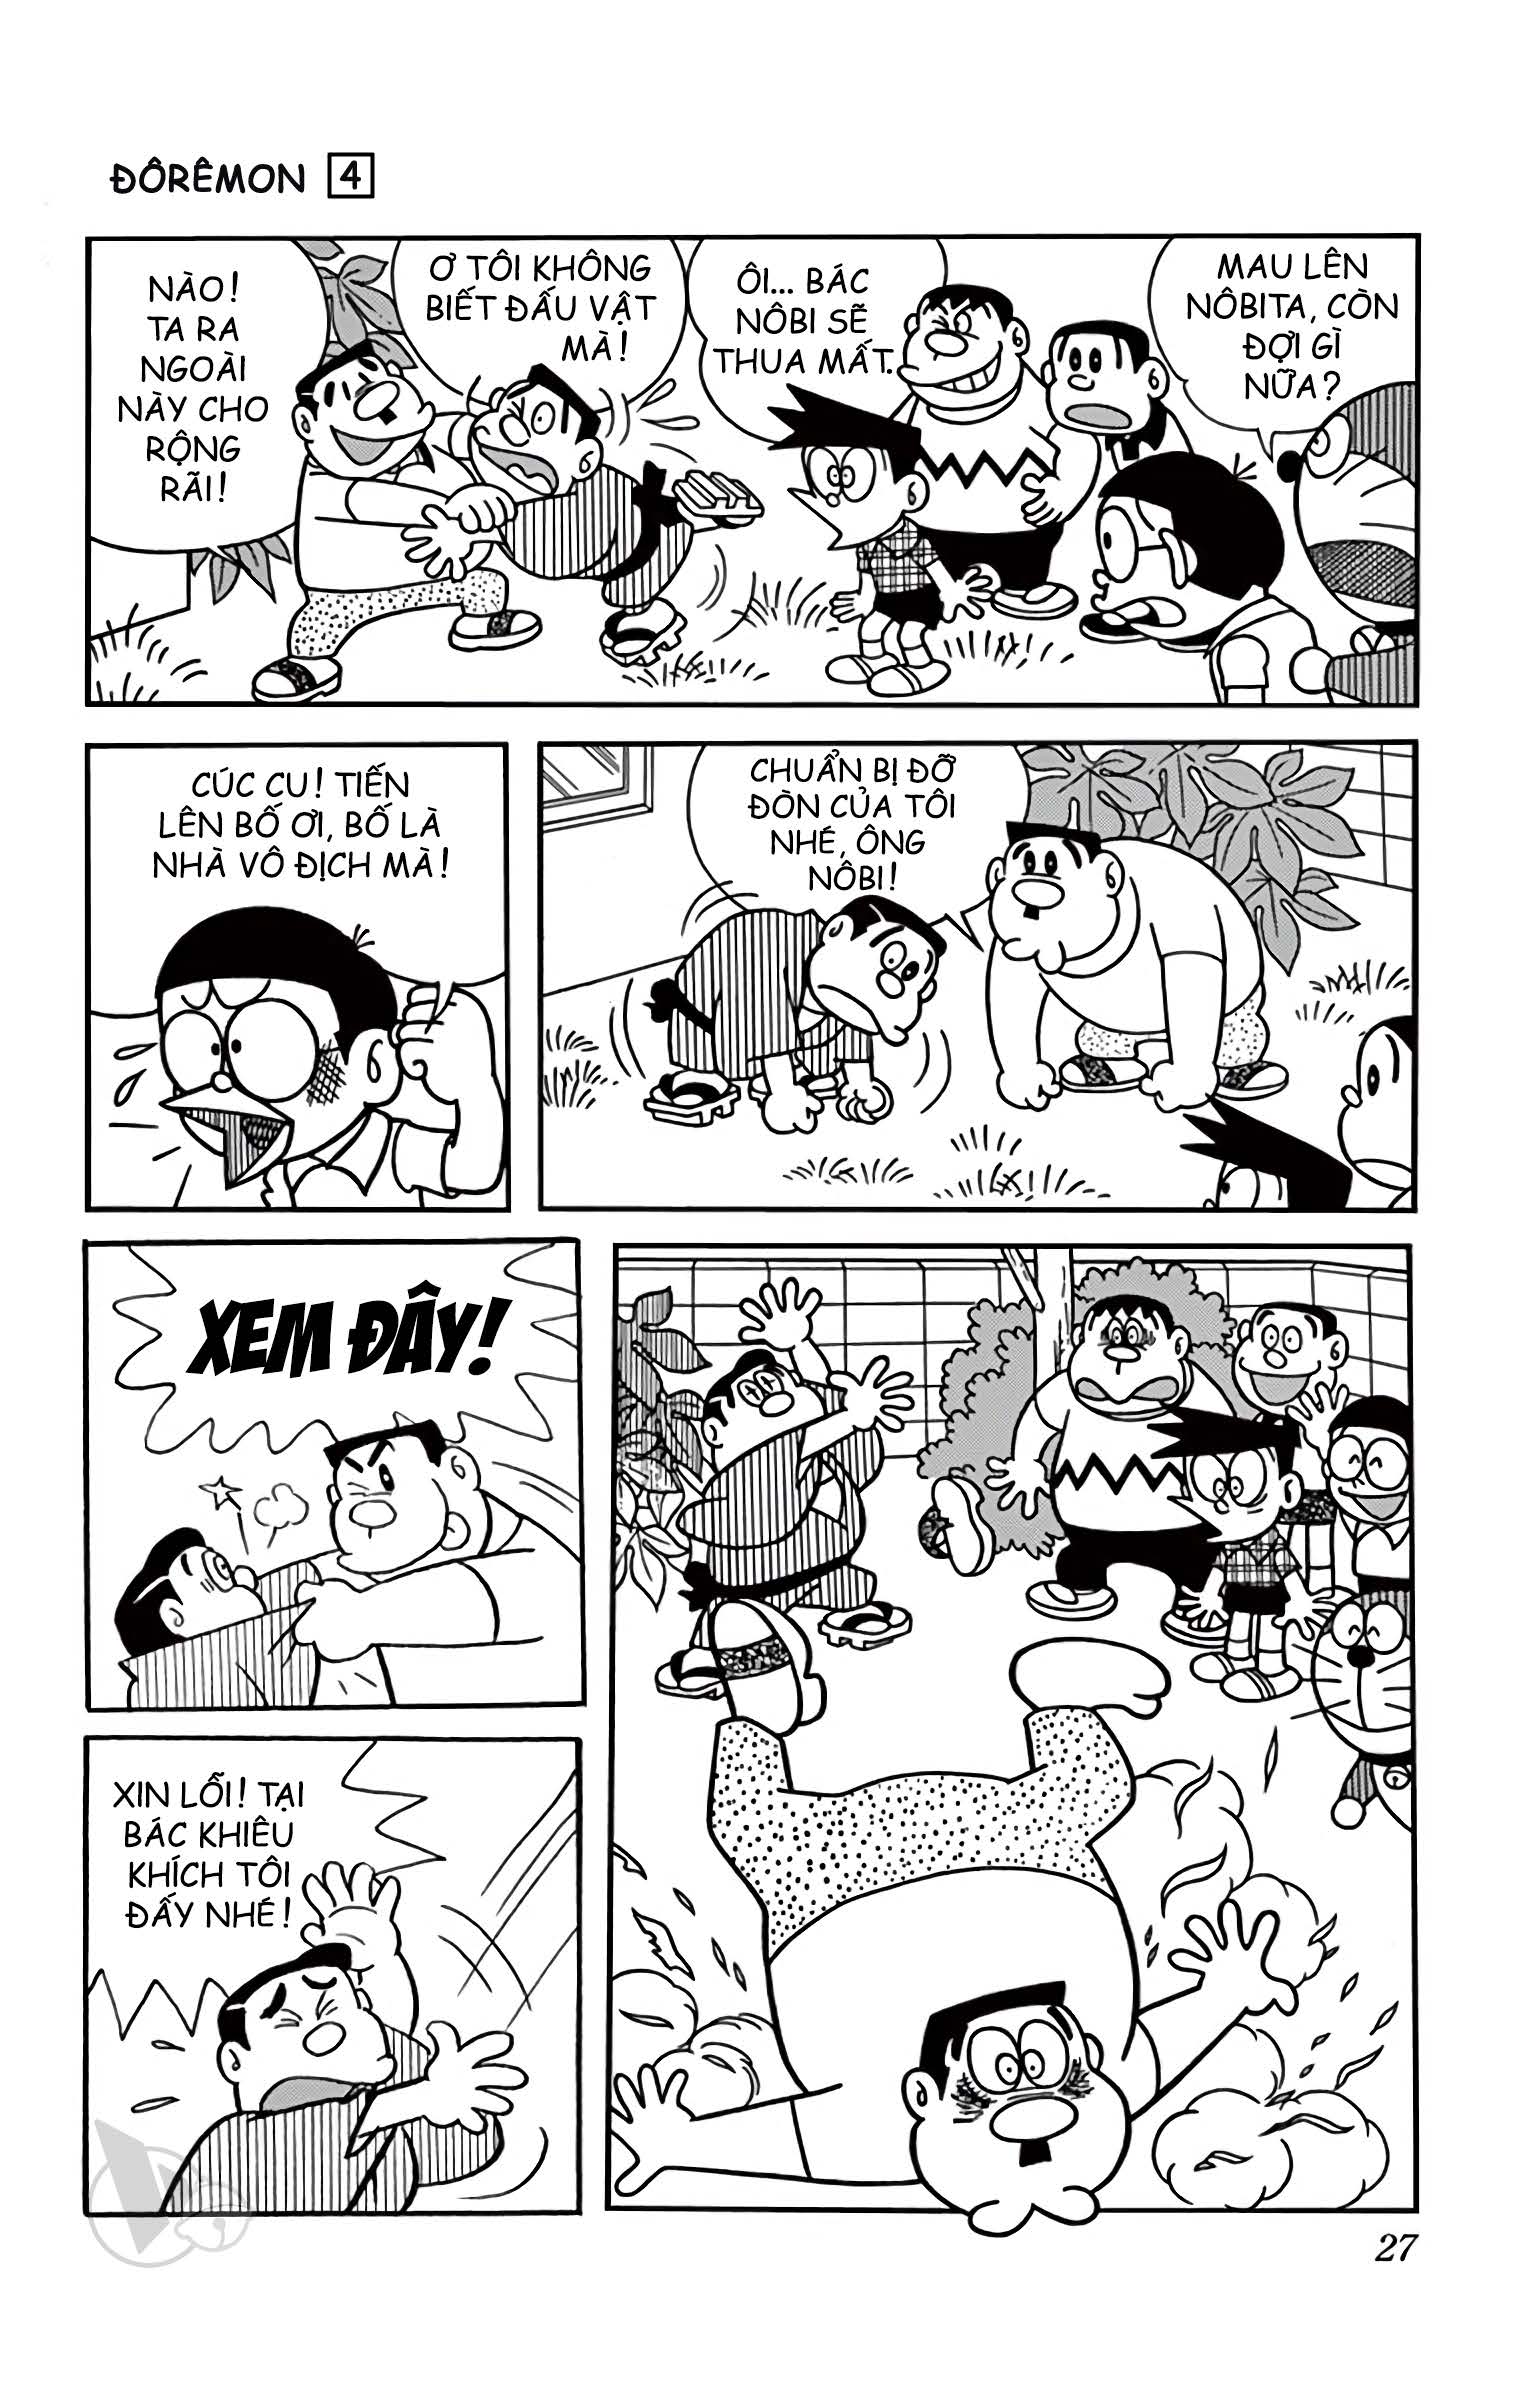 ĐÔRÊMON 4
NÀO!
TA RA
NGOÀI
NÀY CHO
RỘNG
RÃI!
Ơ TÔI KHÔNG
BIẾT ĐẤU VẬT
MÀ!
ÔI... BÁC
NÔBI SẼ
THUA MẤT.
MAU LÊN
NÔBITA, CÒN
ĐỢI GÌ
NỮA?
CÚC CU! TIẾN
LÊN BỐ ƠI, BỐ LÀ
NHÀ VÔ ĐỊCH MÀ!
CHUẨN BỊ ĐỠ
ĐÒN CỦA TÔI
NHÉ, ÔNG
NÔBI!
XEM ĐÂY!
XIN LỖI! TẠI
BÁC KHIÊU
KHÍCH TÔI
ĐẤY NHÉ!
27